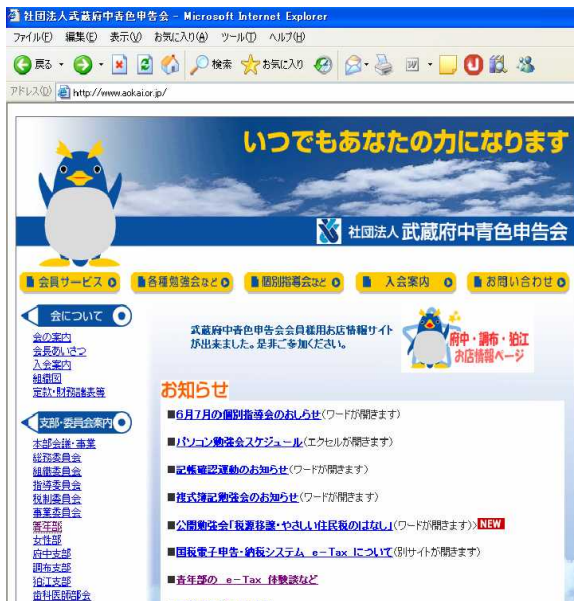 社団法人武蔵府中青色申告会 - Microsoft Internet Explorer
ファイル(F) 編集(E) 表示(V) お気に入り(A) ツール(T) ヘルプ(H)
戻る 検索 お気に入り
アドレス(D) http://www.aokai.or.jp/
いつでもあなたの力になります
社団法人 武蔵府中青色申告会
会員サービス 各種勉強会など 個別指導会など 入会案内 お問い合わせ
会について
会の案内
会長あいさつ
入会案内
組織図
定款・財務諸表等
支部・委員会案内
本部会議・事業
総務委員会
組織委員会
指導委員会
税制委員会
事業委員会
青年部
女性部
府中支部
調布支部
狛江支部
歯科医師部会
武蔵府中青色申告会会員様用お店情報サイト
が出来ました。是非ご参加ください。
府中・調布・狛江
お店情報ページ
お知らせ
■6月7月の個別指導会のおしらせ(ワードが開きます)
■パソコン勉強会スケジュール(エクセルが開きます)
■記帳確認運動のお知らせ(ワードが開きます)
■複式簿記勉強会のお知らせ(ワードが開きます)
■公開勉強会「税源移譲・やさしい住民税のはなし」(ワードが開きます)> NEW
■国税電子申告・納税システム e-Tax について(別サイトが開きます)
■青年部の e-Tax 体験談など